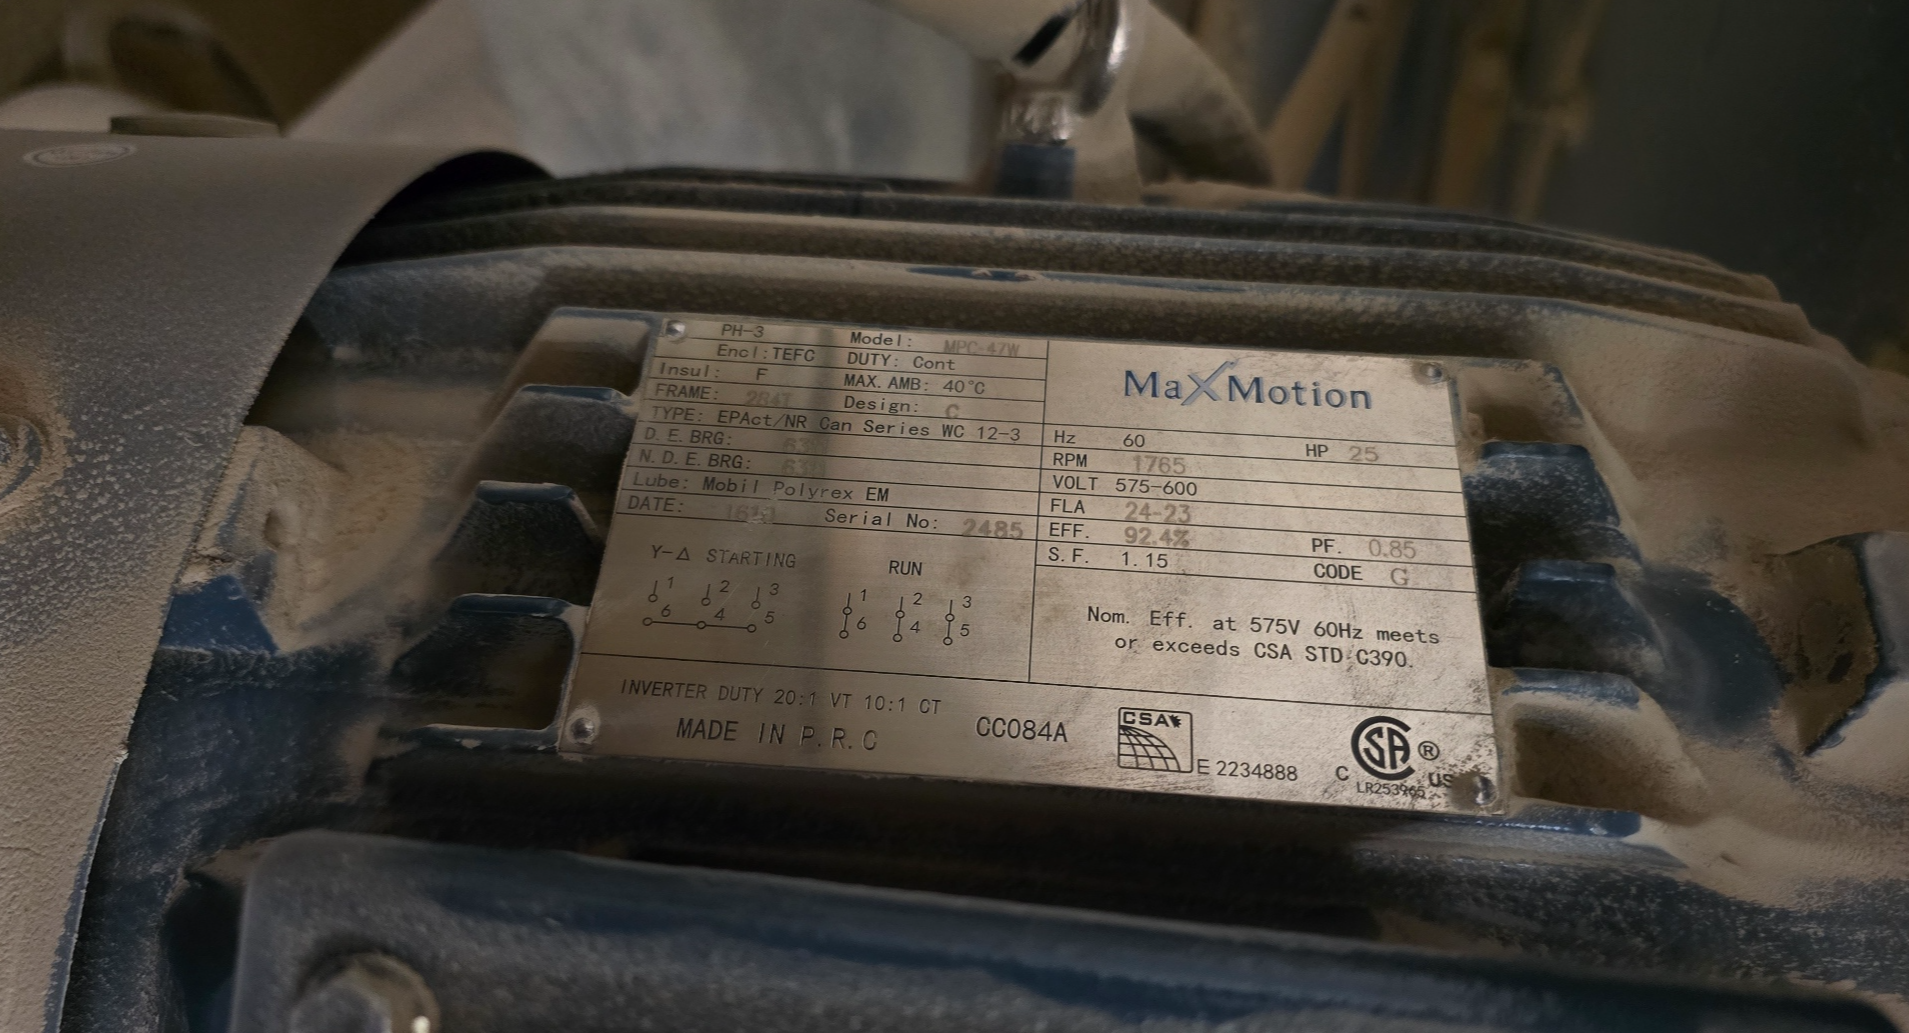 PH-3 Model: MPC-47W
Encl:TEFC DUTY: Cont
Insul: F MAX. AMB: 40°C
FRAME: 284T Design: C
TYPE: EPAct/NR Can Series WC 12-3
D.E.BRG:
N.D.E.BRG:
Lube: Mobil Polyrex EM
DATE: Serial No: 2485
Y-Δ STARTING RUN
1 2 3 1 2 3
6 4 5 6 4 5
MaXMotion
Hz 60 HP 25
RPM 1765
VOLT 575-600
FLA 24-23
EFF. 92.4% PF. 0.85
S.F. 1.15 CODE G
Nom. Eff. at 575V 60Hz meets
or exceeds CSA STD C390.
INVERTER DUTY 20:1 VT 10:1 CT
MADE IN P.R.C CC084A
CSA
E 2234888
C SA ® US
LR253965